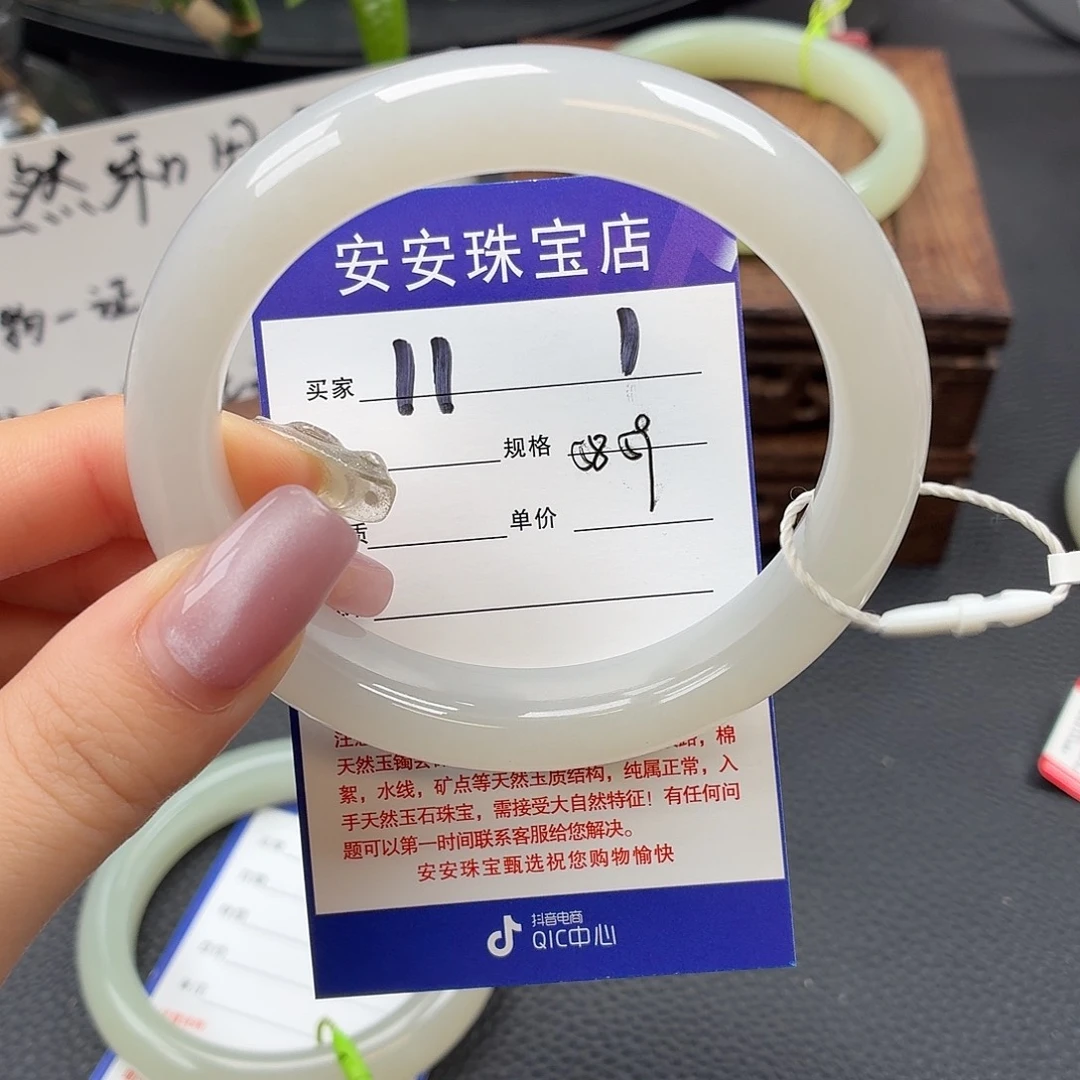 然和田
物一证
安安珠宝店
买家 11 1
规格
质 单价
路，棉
天然玉镯
絮，水线，矿点等天然玉质结构，纯属正常，入
手天然玉石珠宝，需接受大自然特征！有任何问
题可以第一时间联系客服给您解决。
安安珠宝甄选祝您购物愉快
抖音电商
QIC中心